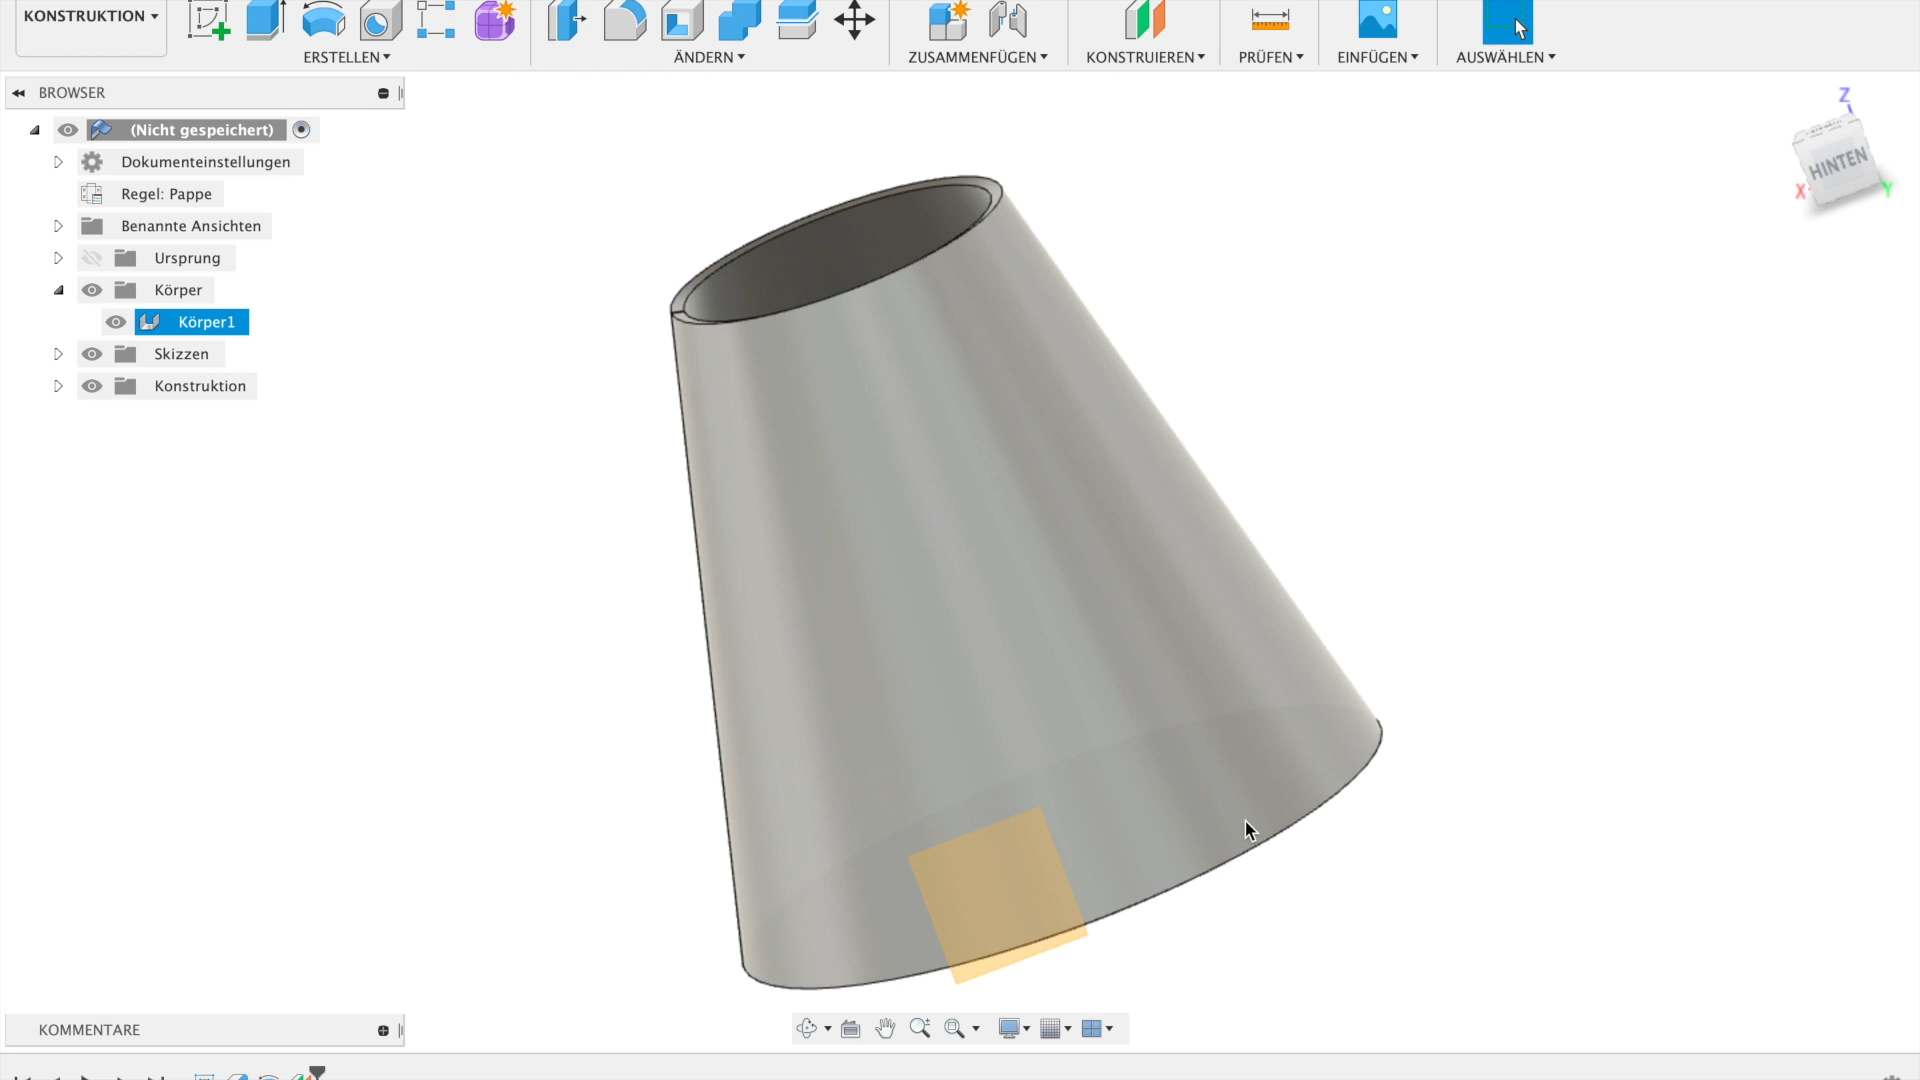 KONSTRUKTION
ERSTELLEN
ÄNDERN
ZUSAMMENFÜGEN
KONSTRUIEREN
PRÜFEN
EINFÜGEN
AUSWÄHLEN
BROWSER
(Nicht gespeichert)
Dokumenteinstellungen
Regel: Pappe
Benannte Ansichten
Ursprung
Körper
Körper1
Skizzen
Konstruktion
Z
HINTEN
X
Y
KOMMENTARE